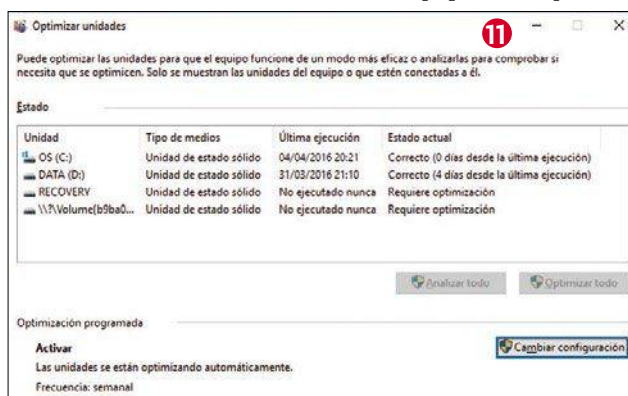 Optimizar unidades
11
Puede optimizar las unidades para que el equipo funcione de un modo más eficaz o analizarlas para comprobar si
necesita que se optimicen. Solo se muestran las unidades del equipo o que estén conectadas a él.
Estado
Unidad Tipo de medios Última ejecución Estado actual
OS (C:) Unidad de estado sólido 04/04/2016 20:21 Correcto (0 días desde la última ejecución)
DATA (D:) Unidad de estado sólido 31/03/2016 21:10 Correcto (4 días desde la última ejecución)
RECOVERY Unidad de estado sólido No ejecutado nunca Requiere optimización
\\?\Volume{b9ba0... Unidad de estado sólido No ejecutado nunca Requiere optimización
Analizar todo Optimizar todo
Optimización programada
Activar Cambiar configuración
Las unidades se están optimizando automáticamente.
Frecuencia: semanal